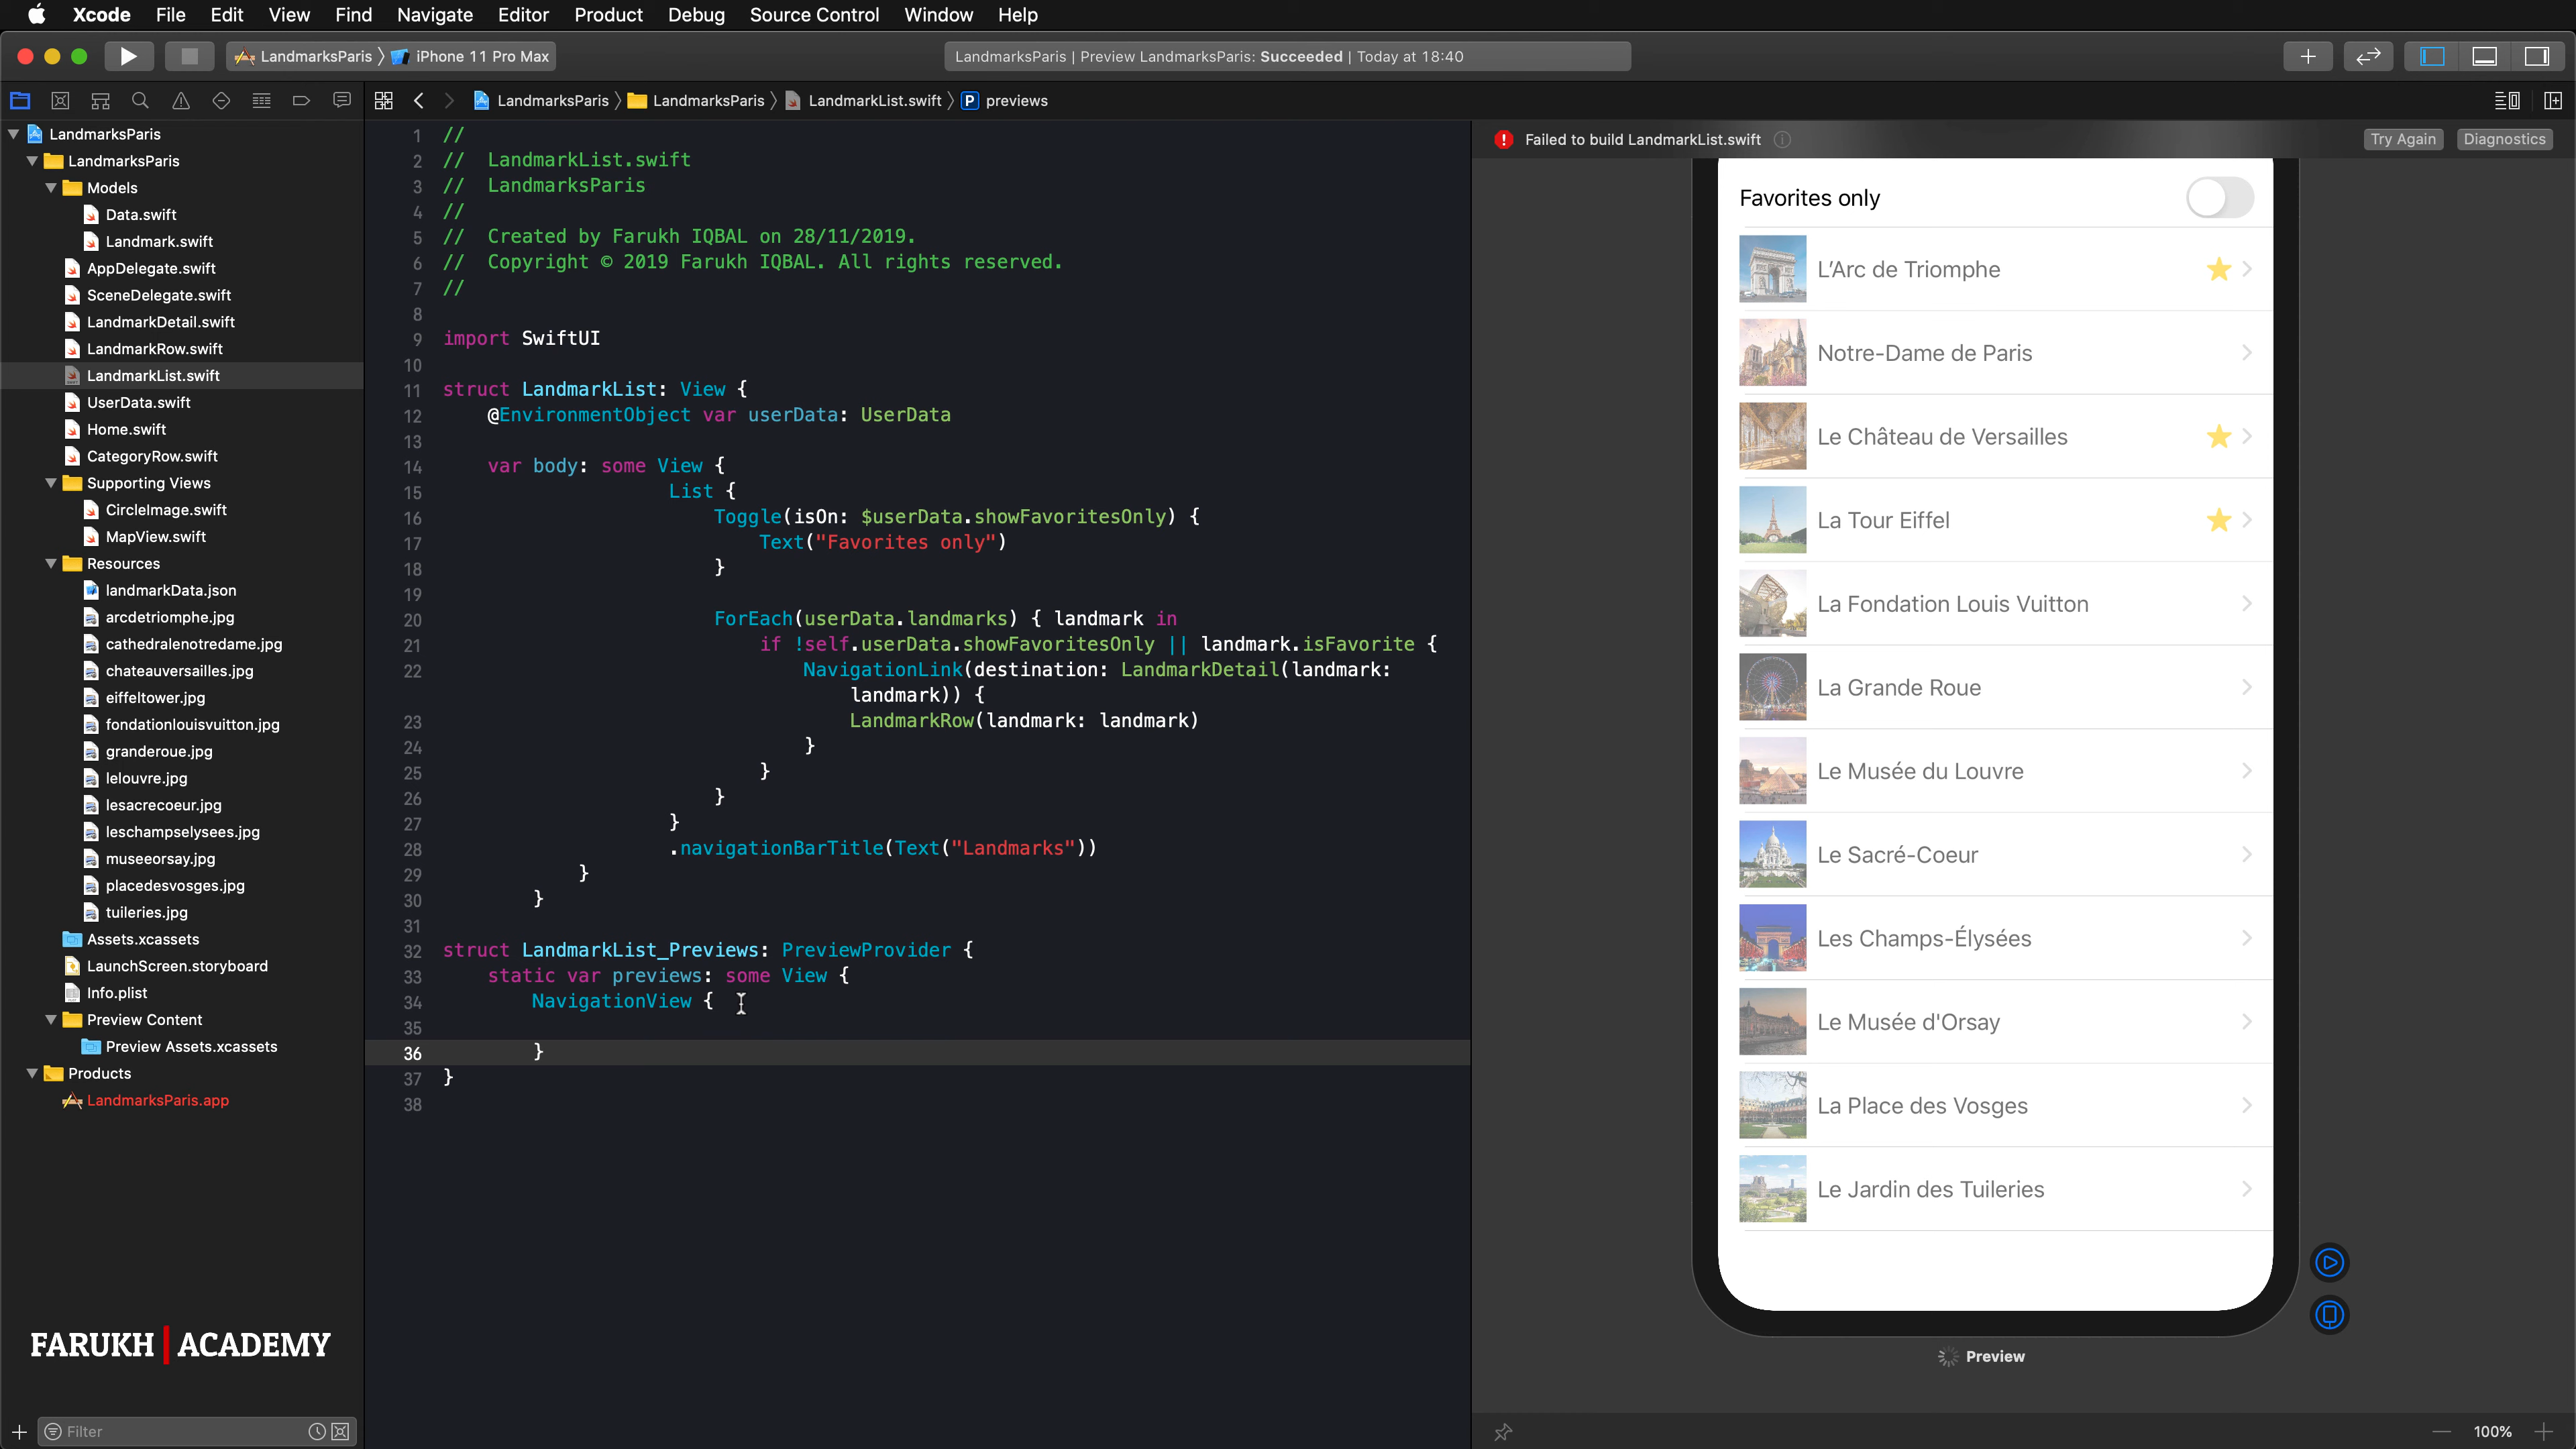 Xcode File Edit View Find Navigate Editor Product Debug Source Control Window Help
LandmarksParis iPhone 11 Pro Max
LandmarksParis | Preview LandmarksParis: Succeeded | Today at 18:40
LandmarksParis LandmarksParis LandmarkList.swift P previews
LandmarksParis
LandmarksParis
Models
Data.swift
Landmark.swift
AppDelegate.swift
SceneDelegate.swift
LandmarkDetail.swift
LandmarkRow.swift
LandmarkList.swift
UserData.swift
Home.swift
CategoryRow.swift
Supporting Views
CircleImage.swift
MapView.swift
Resources
landmarkData.json
arcdetriomphe.jpg
cathedralenotredame.jpg
chateauversailles.jpg
eiffeltower.jpg
fondationlouisvuitton.jpg
granderoue.jpg
lelouvre.jpg
lesacrecoeur.jpg
leschampselysees.jpg
museeorsay.jpg
placedesvosges.jpg
tuileries.jpg
Assets.xcassets
LaunchScreen.storyboard
Info.plist
Preview Content
Preview Assets.xcassets
Products
LandmarksParis.app
FARUKH | ACADEMY
Filter
1 //
2 // LandmarkList.swift
3 // LandmarksParis
4 //
5 // Created by Farukh IQBAL on 28/11/2019.
6 // Copyright © 2019 Farukh IQBAL. All rights reserved.
7 //
8
9 import SwiftUI
10
11 struct LandmarkList: View {
12 @EnvironmentObject var userData: UserData
13
14 var body: some View {
15 List {
16 Toggle(isOn: $userData.showFavoritesOnly) {
17 Text("Favorites only")
18 }
19
20 ForEach(userData.landmarks) { landmark in
21 if !self.userData.showFavoritesOnly || landmark.isFavorite {
22 NavigationLink(destination: LandmarkDetail(landmark:
landmark)) {
23 LandmarkRow(landmark: landmark)
24 }
25 }
26 }
27 }
28 .navigationBarTitle(Text("Landmarks"))
29 }
30 }
31
32 struct LandmarkList_Previews: PreviewProvider {
33 static var previews: some View {
34 NavigationView {
35
36 }
37 }
38
Failed to build LandmarkList.swift
Try Again Diagnostics
Favorites only
L'Arc de Triomphe
Notre-Dame de Paris
Le Château de Versailles
La Tour Eiffel
La Fondation Louis Vuitton
La Grande Roue
Le Musée du Louvre
Le Sacré-Coeur
Les Champs-Élysées
Le Musée d'Orsay
La Place des Vosges
Le Jardin des Tuileries
Preview
100%